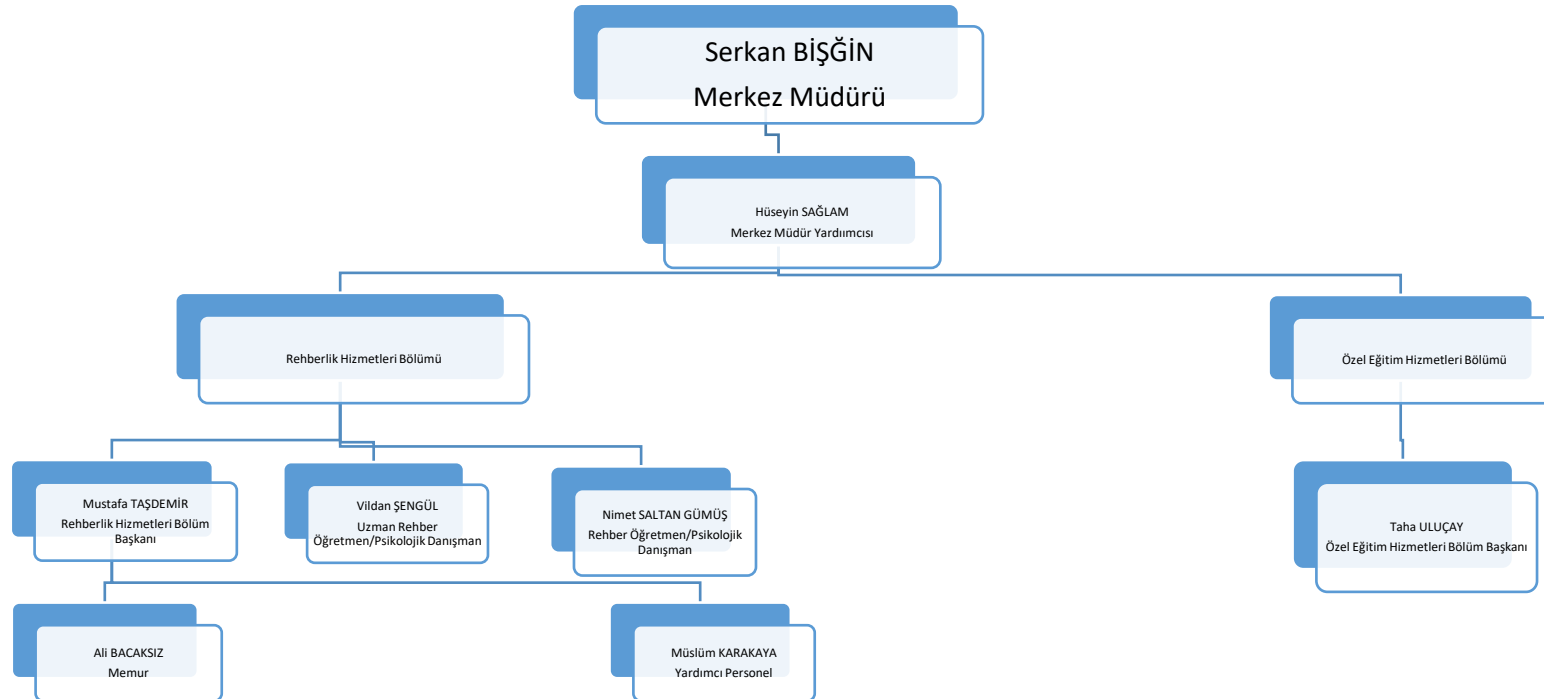 Serkan BİŞĞİN
Merkez Müdürü
Hüseyin SAĞLAM
Merkez Müdür Yardıımcısı
Rehberlik Hizmetleri Bölümü
Özel Eğitim Hizmetleri Bölümü
Mustafa TAŞDEMİR
Rehberlik Hizmetleri Bölüm
Başkanı
Vildan ŞENGÜL
Uzman Rehber
Öğretmen/Psikolojik Danışman
Nimet SALTAN GÜMÜŞ
Rehber Öğretmen/Psikolojik
Danışman
Taha ULUÇAY
Özel Eğitim Hizmetleri Bölüm Başkanı
Ali BACAKSIZ
Memur
Müslüm KARAKAYA
Yardımcı Personel